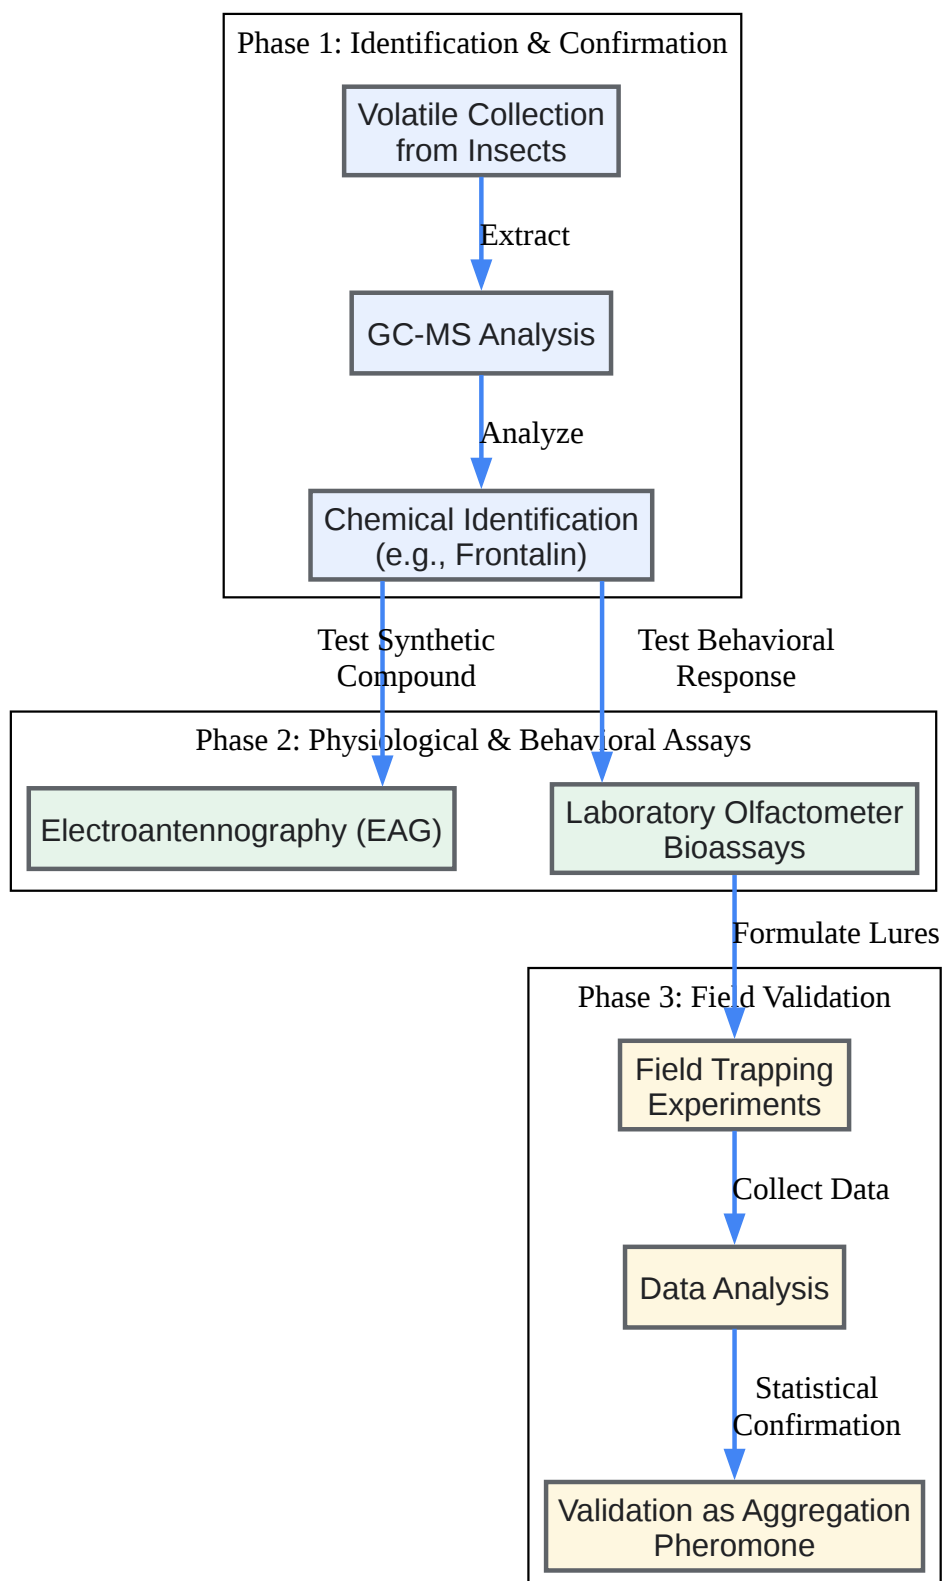 Phase 1: Identification & Confirmation
Volatile Collection
from Insects
Extract
GC-MS Analysis
Analyze
Chemical Identification
(e.g., Frontalin)
Test Synthetic
Compound
Test Behavioral
Response
Phase 2: Physiological & Behavioral Assays
Electroantennography (EAG)
Laboratory Olfactometer
Bioassays
Formulate Lures
Phase 3: Field Validation
Field Trapping
Experiments
Collect Data
Data Analysis
Statistical
Confirmation
Validation as Aggregation
Pheromone